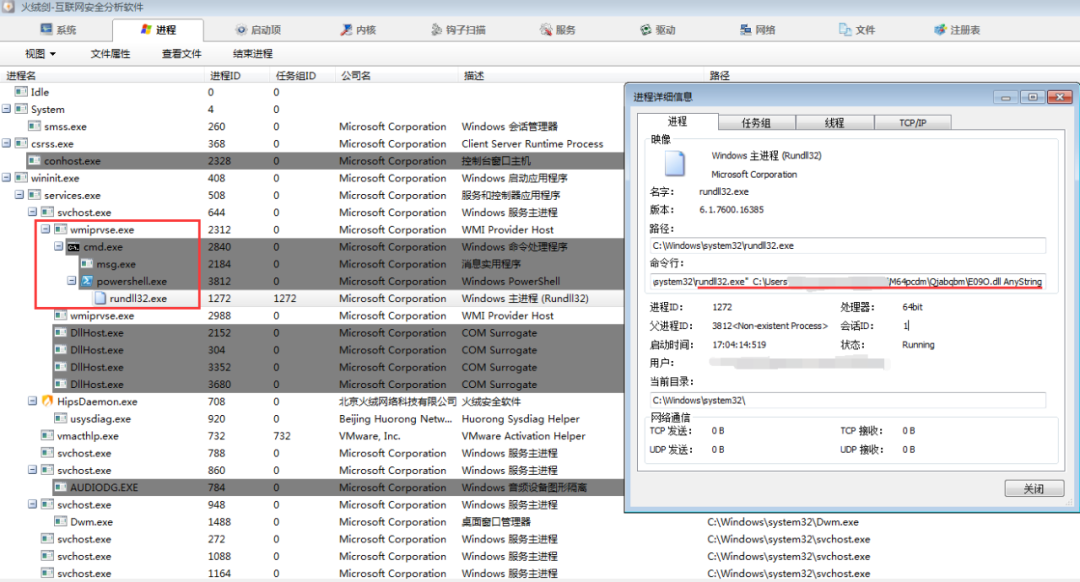 火绒剑-互联网安全分析软件
系统 进程 启动项 内核 钩子扫描 服务 驱动 网络 文件 注册表
视图 文件属性 查看文件 结束进程
进程名 进程ID 任务组ID 公司名 描述 路径
Idle 0 0
System 4 0
smss.exe 260 0 Microsoft Corporation Windows 会话管理器
csrss.exe 368 0 Microsoft Corporation Client Server Runtime Process
conhost.exe 2328 0 Microsoft Corporation 控制台窗口主机
wininit.exe 408 0 Microsoft Corporation Windows 启动应用程序
services.exe 508 0 Microsoft Corporation 服务和控制器应用程序
svchost.exe 644 0 Microsoft Corporation Windows 服务主进程
wmiprvse.exe 2312 0 Microsoft Corporation WMI Provider Host
cmd.exe 2840 0 Microsoft Corporation Windows 命令处理程序
msg.exe 2184 0 Microsoft Corporation 消息实用程序
powershell.exe 3812 0 Microsoft Corporation Windows PowerShell
rundll32.exe 1272 1272 Microsoft Corporation Windows 主进程 (Rundll32)
wmiprvse.exe 2988 0 Microsoft Corporation WMI Provider Host
DllHost.exe 2152 0 Microsoft Corporation COM Surrogate
DllHost.exe 304 0 Microsoft Corporation COM Surrogate
DllHost.exe 3352 0 Microsoft Corporation COM Surrogate
DllHost.exe 3680 0 Microsoft Corporation COM Surrogate
HipsDaemon.exe 708 0 北京火绒网络科技有限公司 火绒安全软件
usysdiag.exe 920 0 Beijing Huorong Netw... Huorong Sysdiag Helper
vmacthlp.exe 732 732 VMware, Inc. VMware Activation Helper
svchost.exe 788 0 Microsoft Corporation Windows 服务主进程
svchost.exe 860 0 Microsoft Corporation Windows 服务主进程
AUDIODG.EXE 784 0 Microsoft Corporation Windows 音频设备图形隔离
svchost.exe 948 0 Microsoft Corporation Windows 服务主进程
Dwm.exe 1488 0 Microsoft Corporation 桌面窗口管理器 C:\Windows\system32\Dwm.exe
svchost.exe 272 0 Microsoft Corporation Windows 服务主进程 C:\Windows\system32\svchost.exe
svchost.exe 1088 0 Microsoft Corporation Windows 服务主进程 C:\Windows\system32\svchost.exe
svchost.exe 1164 0 Microsoft Corporation Windows 服务主进程 C:\Windows\system32\svchost.exe
进程详细信息
进程 任务组 线程 TCP/IP
映像
Windows 主进程 (Rundll32)
Microsoft Corporation
名字: rundll32.exe
版本: 6.1.7600.16385
路径:
C:\Windows\system32\rundll32.exe
命令行:
system32\rundll32.exe" C:\Users M64pcdm\Qjabqbm\E09O.dll AnyString
进程ID: 1272 处理器: 64bit
父进程ID: 3812<Non-existent Process> 会话ID: 1
启动时间: 17:04:14:519 状态: Running
用户:
当前目录:
C:\Windows\system32\
网络通信
TCP 发送: 0 B TCP 接收: 0 B
UDP 发送: 0 B UDP 接收: 0 B
关闭